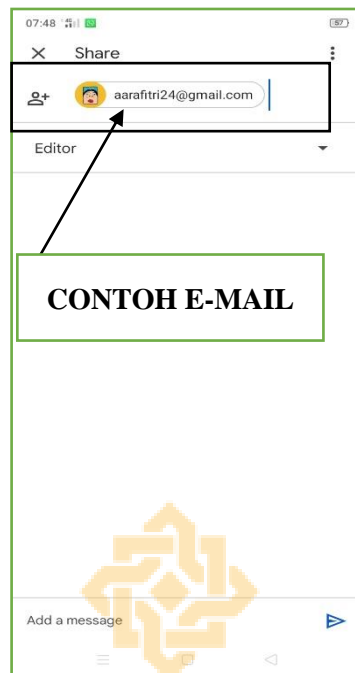 07:48
57
Share
aarafitri24@gmail.com
Editor
CONTOH E-MAIL
Add a message